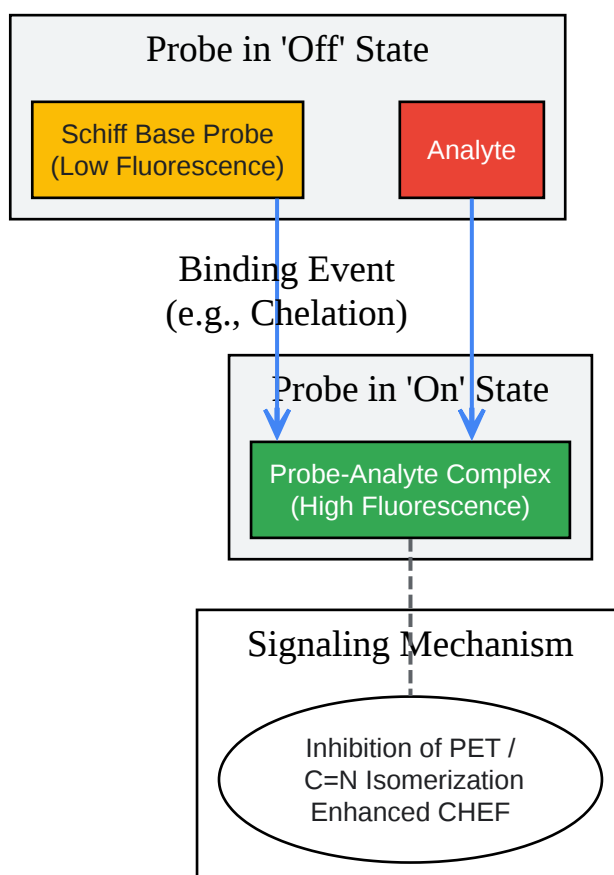 Probe in 'Off' State
Schiff Base Probe
(Low Fluorescence)
Analyte
Binding Event
(e.g., Chelation)
Probe in 'On' State
Probe-Analyte Complex
(High Fluorescence)
Signaling Mechanism
Inhibition of PET /
C=N Isomerization
Enhanced CHEF